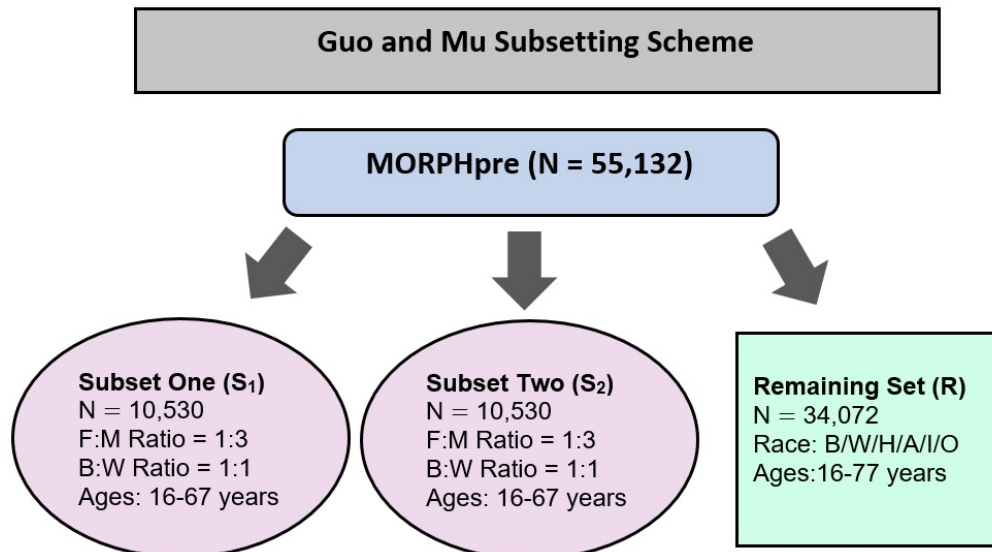 Guo and Mu Subsetting Scheme
MORPHpre (N = 55,132)
Subset One (S₁)
N = 10,530
F:M Ratio = 1:3
B:W Ratio = 1:1
Ages: 16-67 years
Subset Two (S₂)
N = 10,530
F:M Ratio = 1:3
B:W Ratio = 1:1
Ages: 16-67 years
Remaining Set (R)
N = 34,072
Race: B/W/H/A/I/O
Ages:16-77 years